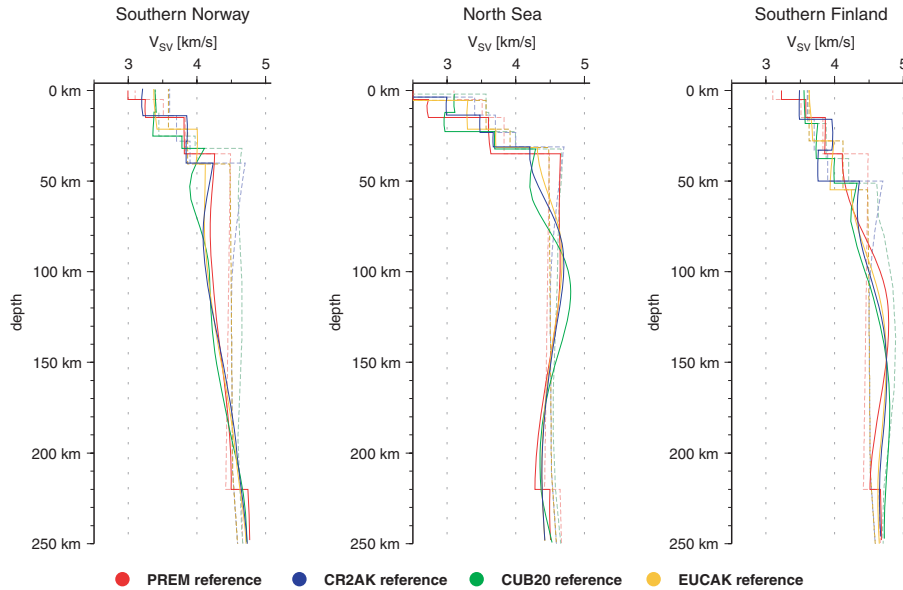 Southern Norway
North Sea
Southern Finland
V_SV [km/s]
V_SV [km/s]
V_SV [km/s]
3 4 5
3 4 5
3 4 5
0 km
50 km
100 km
150 km
200 km
250 km
depth
0 km
50 km
100 km
150 km
200 km
250 km
depth
0 km
50 km
100 km
150 km
200 km
250 km
depth
PREM reference
CR2AK reference
CUB20 reference
EUCAK reference